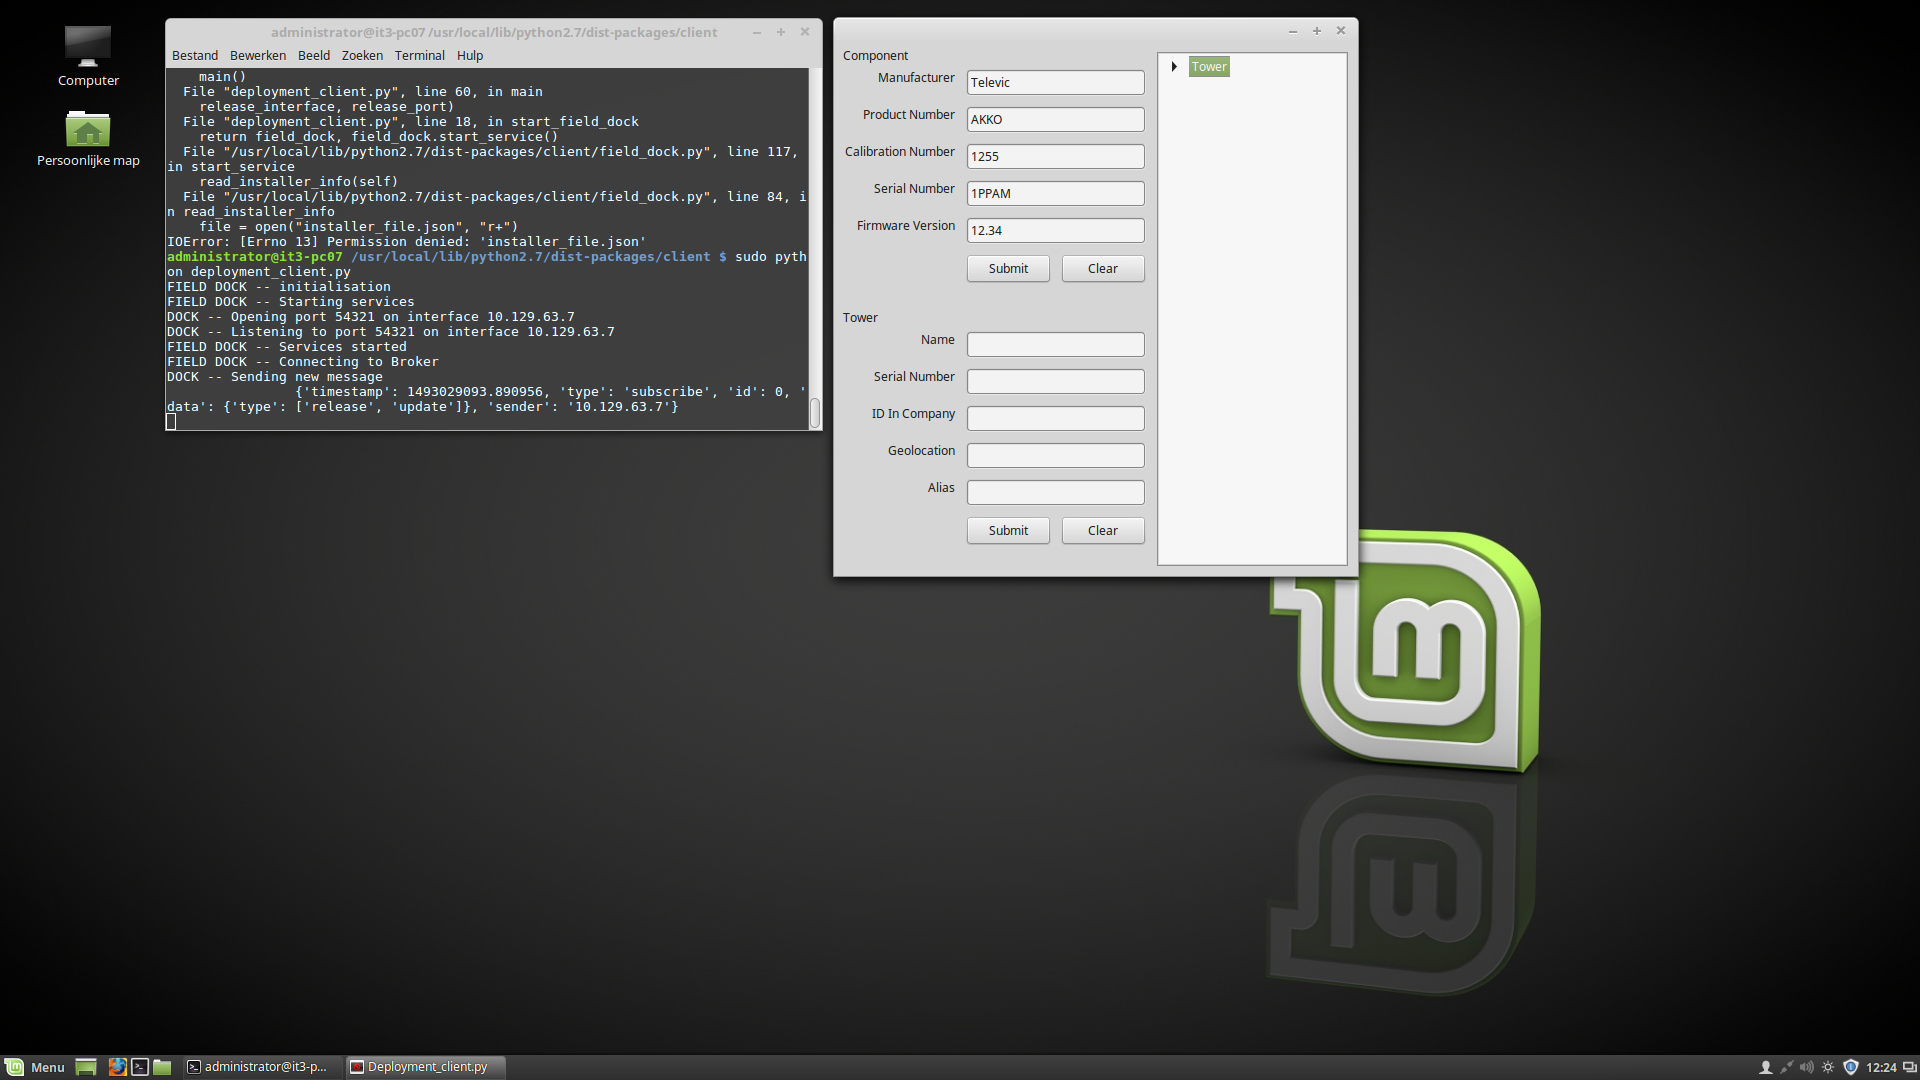 Computer
Persoonlijke map
administrator@it3-pc07 /usr/local/lib/python2.7/dist-packages/client
Bestand Bewerken Beeld Zoeken Terminal Hulp
main()
File "deployment_client.py", line 60, in main
release_interface, release_port)
File "deployment_client.py", line 18, in start_field_dock
return field_dock, field_dock.start_service()
File "/usr/local/lib/python2.7/dist-packages/client/field_dock.py", line 117,
in start_service
read_installer_info(self)
File "/usr/local/lib/python2.7/dist-packages/client/field_dock.py", line 84, i
n read_installer_info
file = open("installer_file.json", "r+")
IOError: [Errno 13] Permission denied: 'installer_file.json'
administrator@it3-pc07 /usr/local/lib/python2.7/dist-packages/client $ sudo pyth
on deployment_client.py
FIELD DOCK -- initialisation
FIELD DOCK -- Starting services
DOCK -- Opening port 54321 on interface 10.129.63.7
DOCK -- Listening to port 54321 on interface 10.129.63.7
FIELD DOCK -- Services started
FIELD DOCK -- Connecting to Broker
DOCK -- Sending new message
{'timestamp': 1493029093.890956, 'type': 'subscribe', 'id': 0, '
data': {'type': ['release', 'update']}, 'sender': '10.129.63.7'}
Component
Manufacturer Televic
Product Number AKKO
Calibration Number 1255
Serial Number 1PPAM
Firmware Version 12.34
Submit Clear
Tower
Name
Serial Number
ID In Company
Geolocation
Alias
Submit Clear
Tower
Menu
administrator@it3-p...
Deployment_client.py
12:24